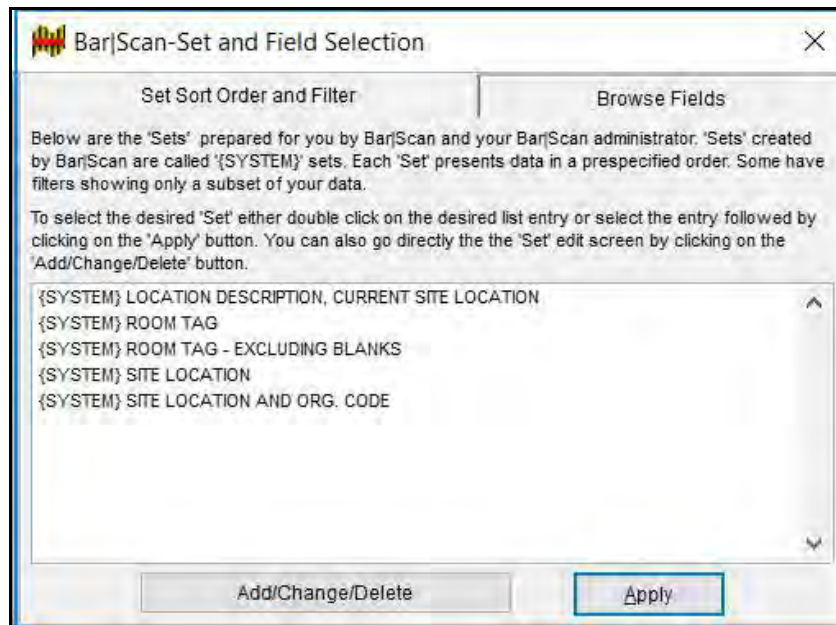 Bar|Scan-Set and Field Selection
Set Sort Order and Filter
Browse Fields
Below are the 'Sets' prepared for you by Bar|Scan and your Bar|Scan administrator. 'Sets' created
by Bar|Scan are called '{SYSTEM}' sets. Each 'Set' presents data in a prespecified order. Some have
filters showing only a subset of your data.
To select the desired 'Set' either double click on the desired list entry or select the entry followed by
clicking on the 'Apply' button. You can also go directly the the 'Set' edit screen by clicking on the
'Add/Change/Delete' button.
{SYSTEM} LOCATION DESCRIPTION, CURRENT SITE LOCATION
{SYSTEM} ROOM TAG
{SYSTEM} ROOM TAG - EXCLUDING BLANKS
{SYSTEM} SITE LOCATION
{SYSTEM} SITE LOCATION AND ORG. CODE
Add/Change/Delete
Apply